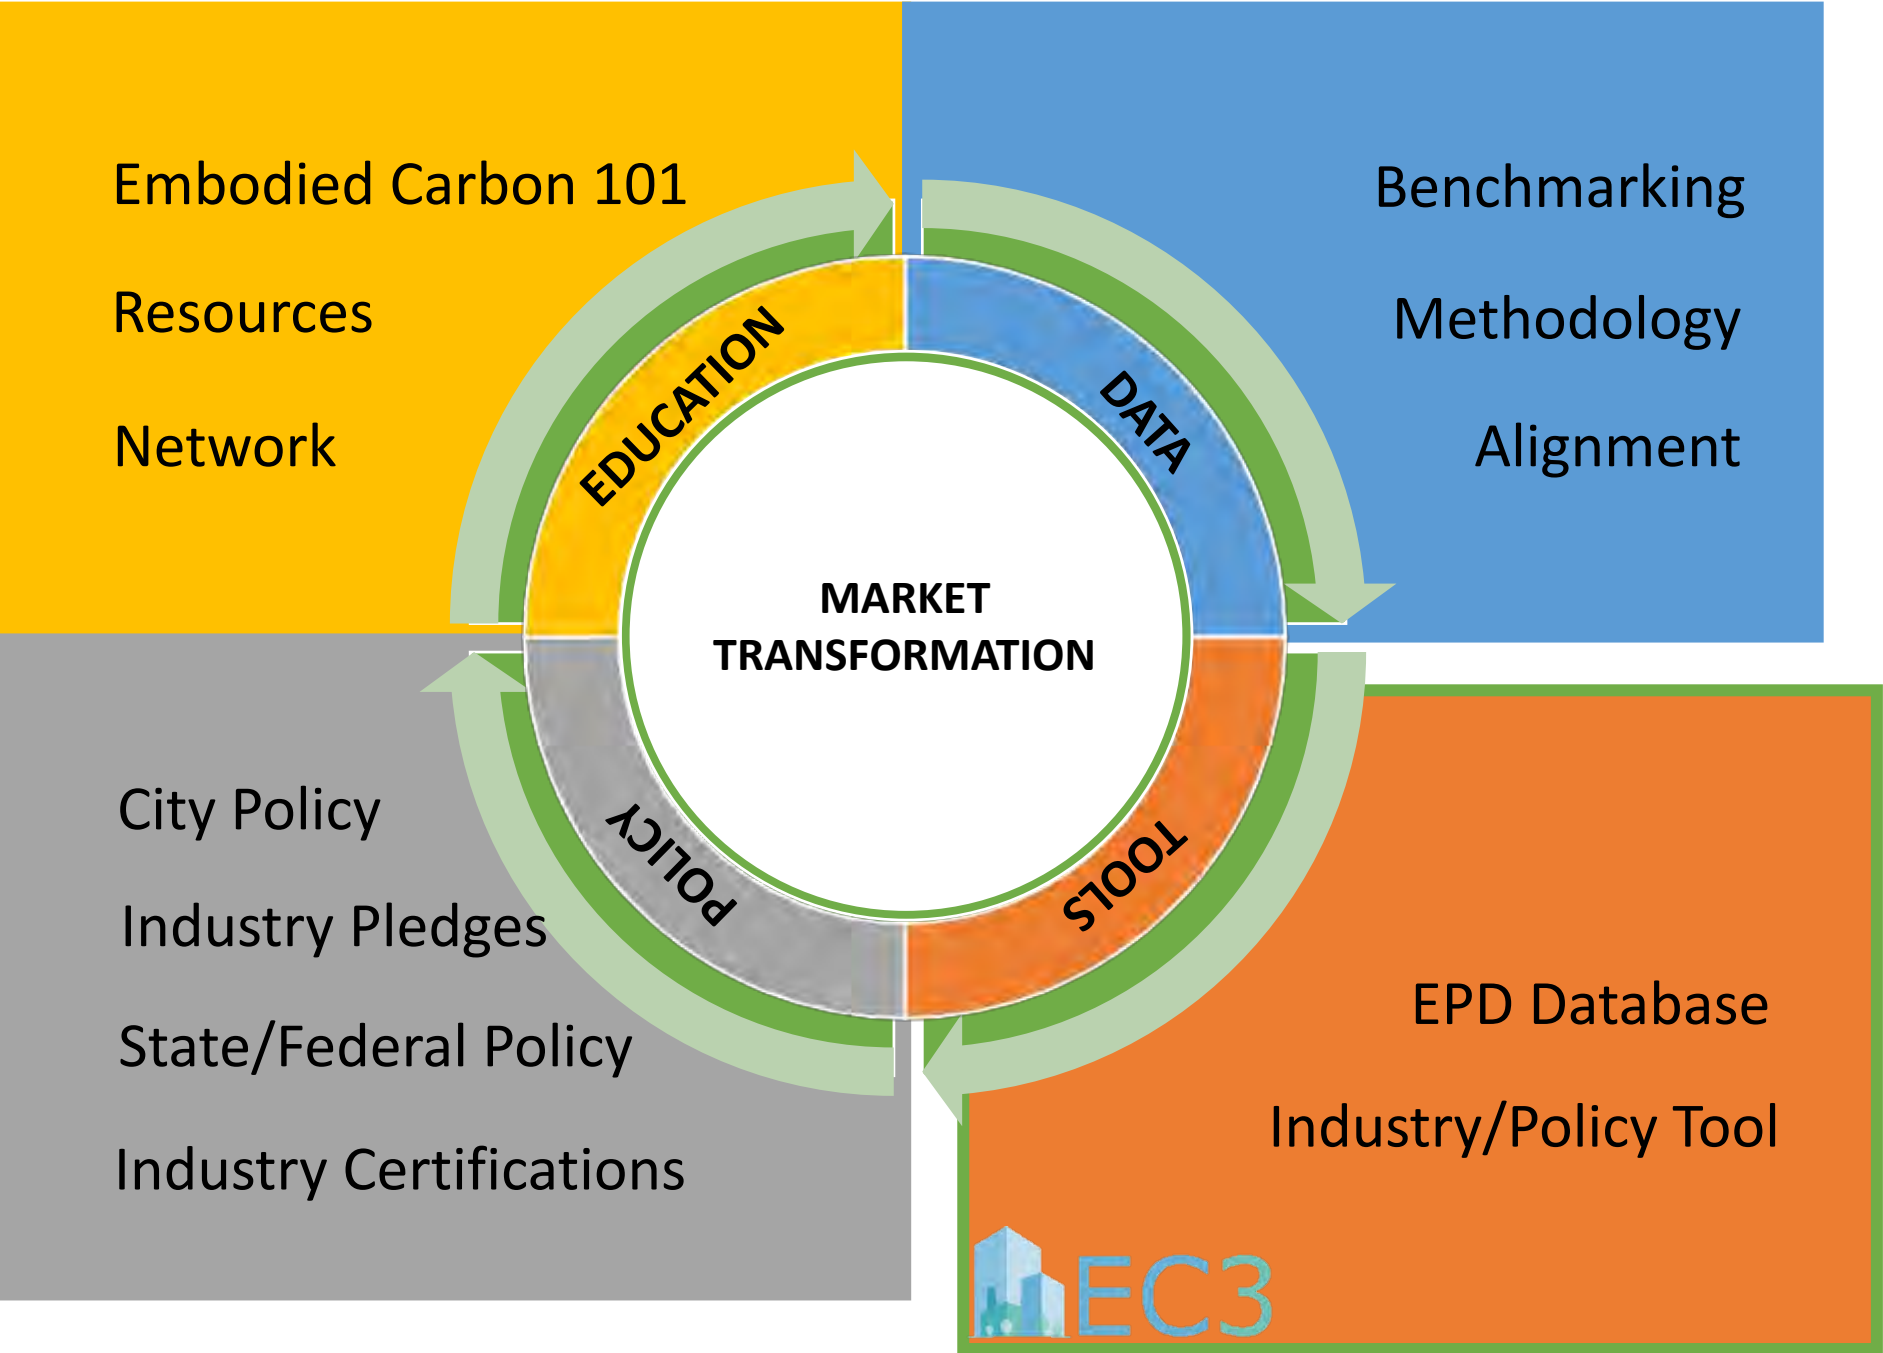 Embodied Carbon 101
Resources
Network
Benchmarking
Methodology
Alignment
EDUCATION
DATA
MARKET
TRANSFORMATION
POLICY
TOOLS
City Policy
Industry Pledges
State/Federal Policy
Industry Certifications
EPD Database
Industry/Policy Tool
EC3